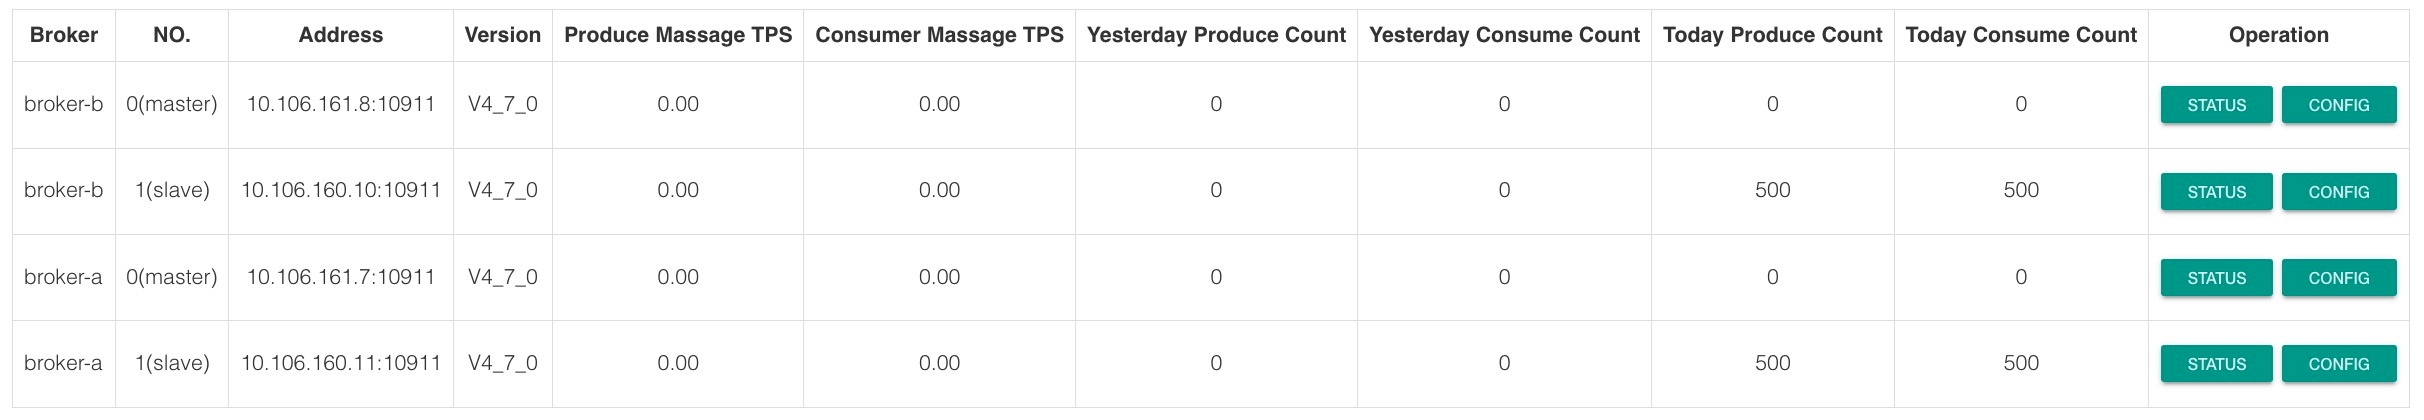 Broker NO. Address Version Produce Massage TPS Consumer Massage TPS Yesterday Produce Count Yesterday Consume Count Today Produce Count Today Consume Count Operation
broker-b 0(master) 10.106.161.8:10911 V4_7_0 0.00 0.00 0 0 0 0 STATUS CONFIG
broker-b 1(slave) 10.106.160.10:10911 V4_7_0 0.00 0.00 0 0 500 500 STATUS CONFIG
broker-a 0(master) 10.106.161.7:10911 V4_7_0 0.00 0.00 0 0 0 0 STATUS CONFIG
broker-a 1(slave) 10.106.160.11:10911 V4_7_0 0.00 0.00 0 0 500 500 STATUS CONFIG